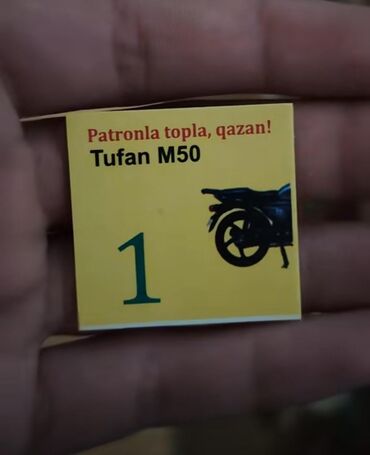 Patronla topla, qazan!
Tufan M50
1